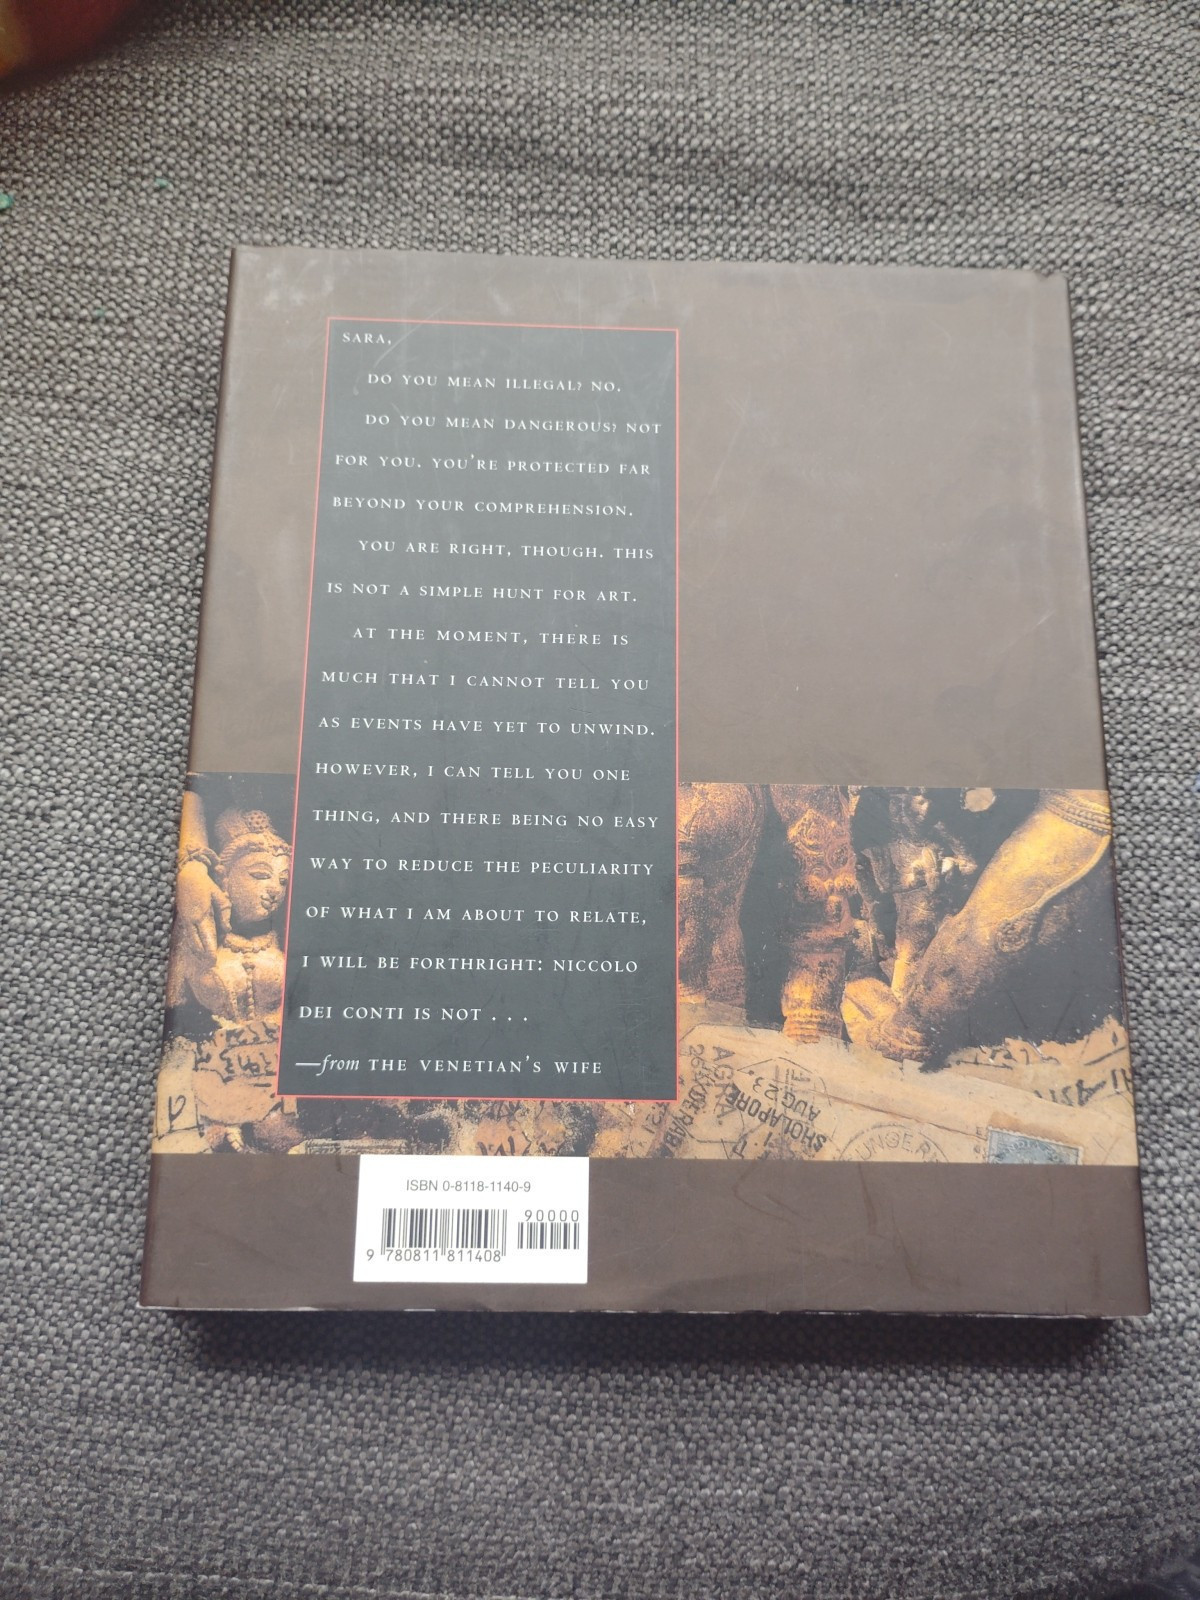 SARA,
DO YOU MEAN ILLEGAL? NO.
DO YOU MEAN DANGEROUS? NOT
FOR YOU. YOU'RE PROTECTED FAR
BEYOND YOUR COMPREHENSION.
YOU ARE RIGHT, THOUGH. THIS
IS NOT A SIMPLE HUNT FOR ART.
AT THE MOMENT, THERE IS
MUCH THAT I CANNOT TELL YOU
AS EVENTS HAVE YET TO UNWIND.
HOWEVER, I CAN TELL YOU ONE
THING, AND THERE BEING NO EASY
WAY TO REDUCE THE PECULIARITY
OF WHAT I AM ABOUT TO RELATE,
I WILL BE FORTHRIGHT: NICCOLO
DEI CONTI IS NOT . . .
—from THE VENETIAN'S WIFE
AGRA
SHOLAPORE
AUG 23
ISBN 0-8118-1140-9
90000
9 780811 811408